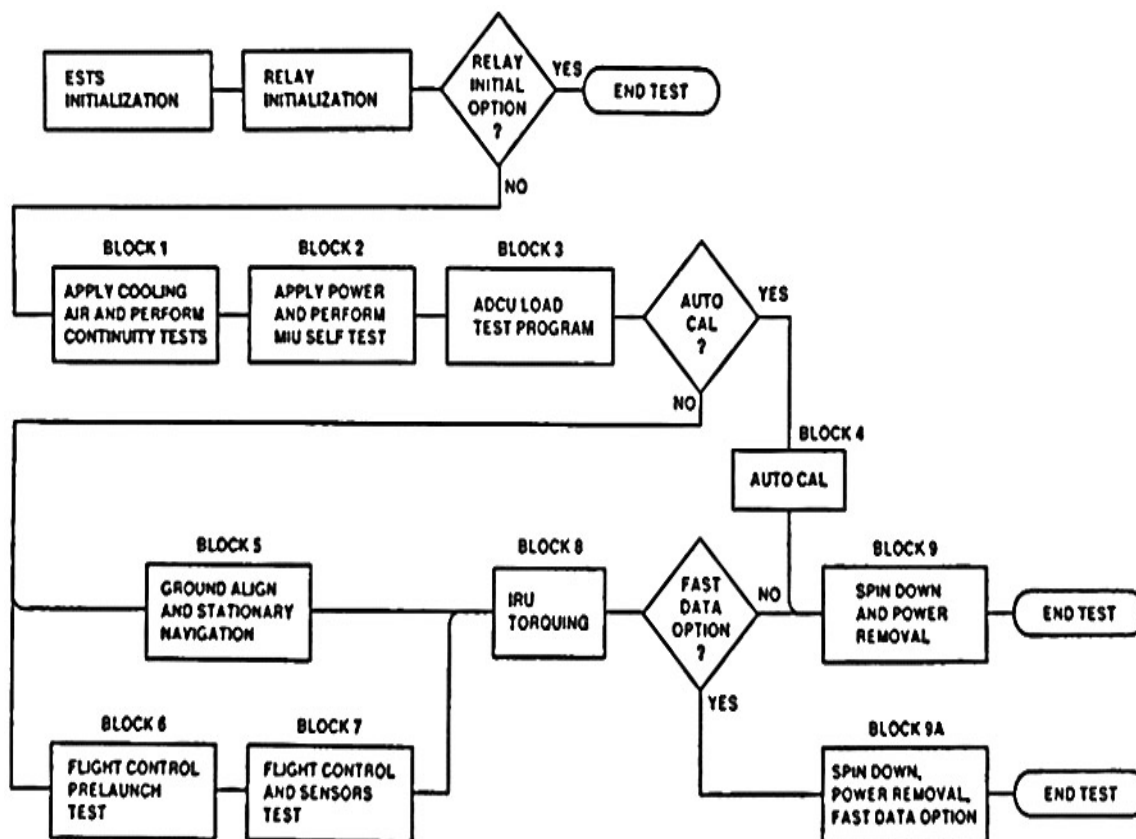 ESTS
INITIALIZATION
RELAY
INITIALIZATION
RELAY
INITIAL
OPTION
?
YES
END TEST
NO
BLOCK 1
APPLY COOLING
AIR AND PERFORM
CONTINUITY TESTS
BLOCK 2
APPLY POWER
AND PERFORM
MIU SELF TEST
BLOCK 3
ADCU LOAD
TEST PROGRAM
AUTO
CAL
?
YES
NO
BLOCK 4
AUTO CAL
BLOCK 5
GROUND ALIGN
AND STATIONARY
NAVIGATION
BLOCK 8
IRU
TORQUING
FAST
DATA
OPTION
?
NO
YES
BLOCK 9
SPIN DOWN
AND POWER
REMOVAL
END TEST
BLOCK 6
FLIGHT CONTROL
PRELAUNCH
TEST
BLOCK 7
FLIGHT CONTROL
AND SENSORS
TEST
BLOCK 9A
SPIN DOWN,
POWER REMOVAL,
FAST DATA OPTION
END TEST